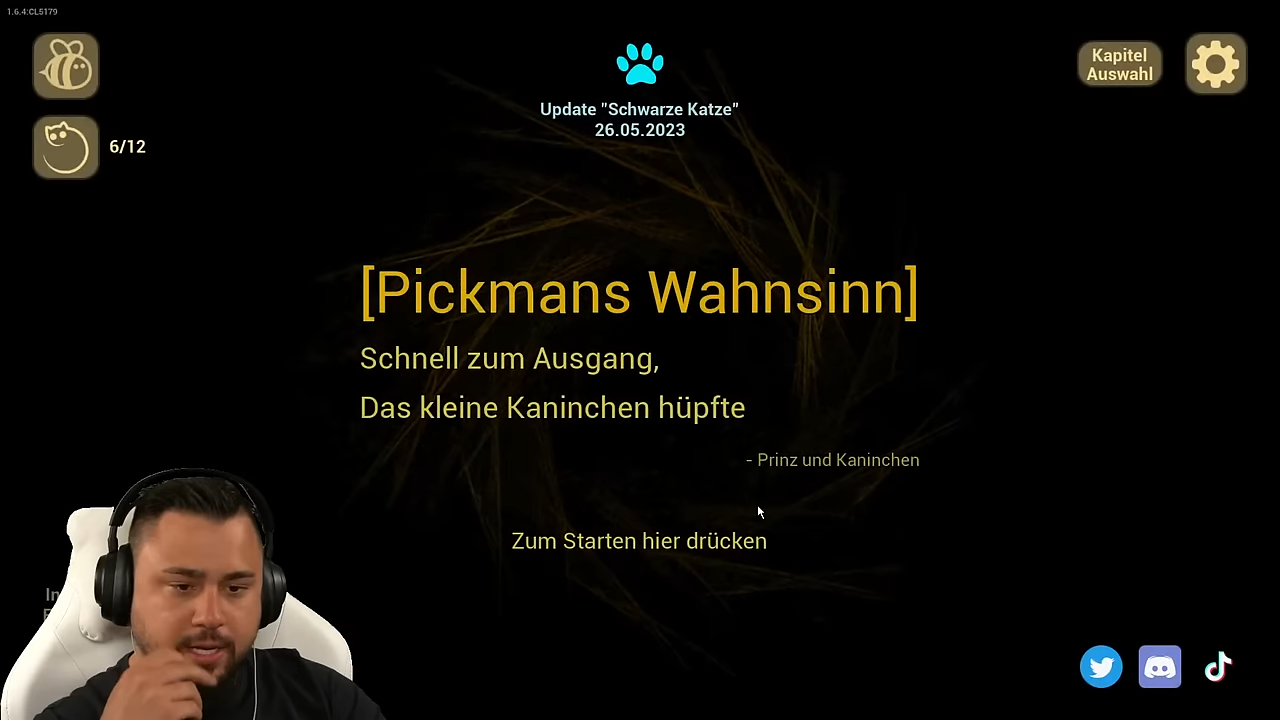 1.6.4:CL5179
Update "Schwarze Katze"
26.05.2023
Kapitel
Auswahl
6/12
[Pickmans Wahnsinn]
Schnell zum Ausgang,
Das kleine Kaninchen hüpfte
- Prinz und Kaninchen
Zum Starten hier drücken